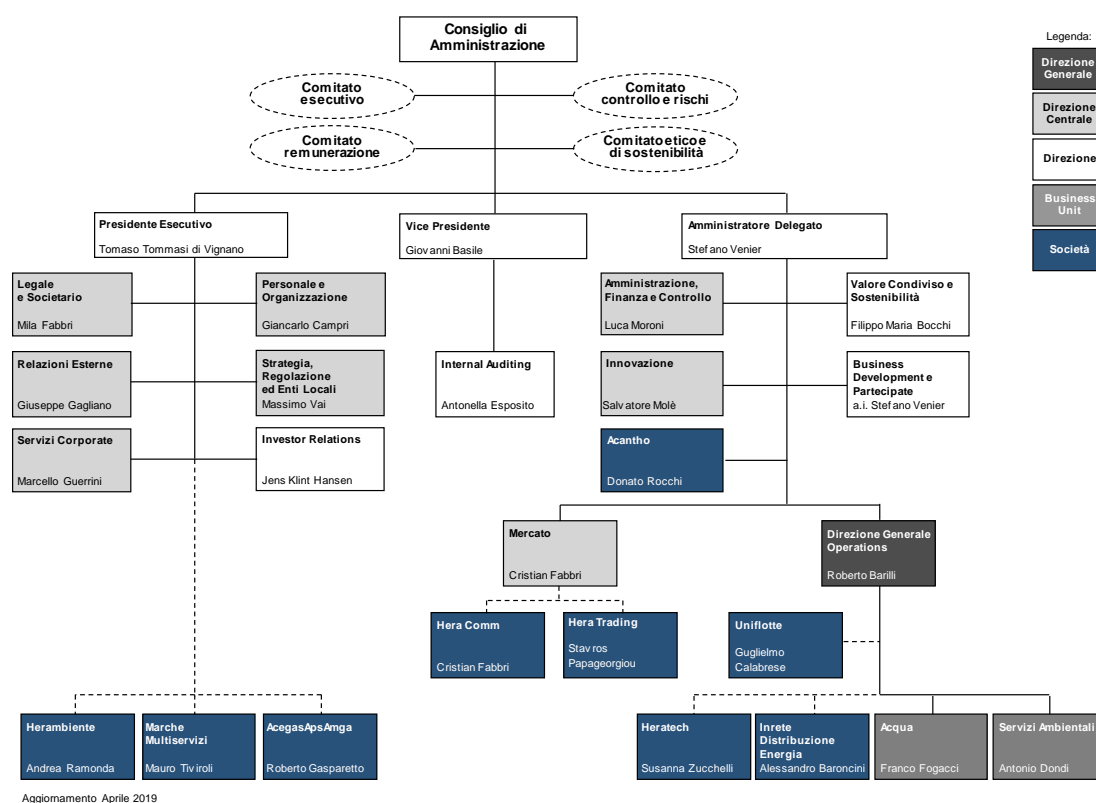 Consiglio di
Amministrazione
Legenda:
Direzione
Generale
Direzione
Centrale
Direzione
Business
Unit
Società
Comitato
esecutivo
Comitato
controllo e rischi
Comitato
remunerazione
Comitato etico e
di sostenibilità
Presidente Esecutivo
Tomaso Tommasi di Vignano
Vice Presidente
Giovanni Basile
Amministratore Delegato
Stefano Venier
Legale
e Societario
Mila Fabbri
Personale e
Organizzazione
Giancarlo Campri
Amministrazione,
Finanza e Controllo
Luca Moroni
Valore Condiviso e
Sostenibilità
Filippo Maria Bocchi
Relazioni Esterne
Giuseppe Gagliano
Strategia,
Regolazione
ed Enti Locali
Massimo Vai
Internal Auditing
Antonella Esposito
Innovazione
Salvatore Molè
Business
Development e
Partecipate
a.i. Stefano Venier
Servizi Corporate
Marcello Guerrini
Investor Relations
Jens Klint Hansen
Acantho
Donato Rocchi
Mercato
Cristian Fabbri
Direzione Generale
Operations
Roberto Barilli
Hera Comm
Cristian Fabbri
Hera Trading
Stavros
Papageorgiou
Uniflotte
Guglielmo
Calabrese
Herambiente
Andrea Ramonda
Marche
Multiservizi
Mauro Tiviroli
AcegasApsAmga
Roberto Gasparetto
Heratech
Susanna Zucchelli
Inrete
Distribuzione
Energia
Alessandro Baroncini
Acqua
Franco Fogacci
Servizi Ambientali
Antonio Dondi
Aggiornamento Aprile 2019